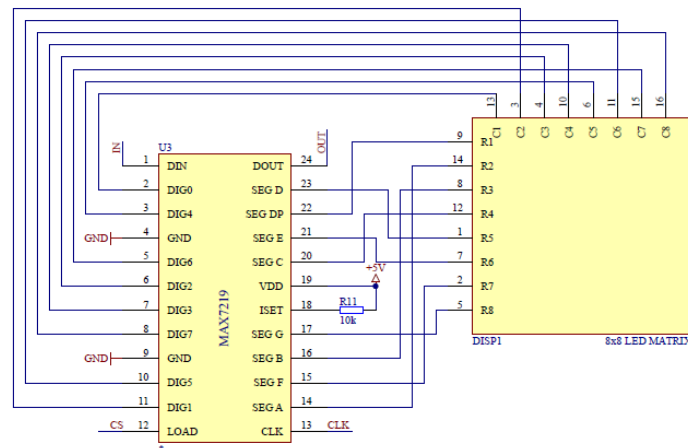 13 3 4 10 6 11 15 16
C1 C2 C3 C4 C5 C6 C7 C8
9 R1
14 R2
8 R3
12 R4
1 R5
7 R6
2 R7
5 R8
DISP1 8x8 LED MATRIX
U3
IN OUT
1 DIN DOUT 24
2 DIG0 SEG D 23
3 DIG4 SEG DP 22
GND 4 GND SEG E 21
5 DIG6 SEG C 20
6 DIG2 VDD 19
7 DIG3 ISET 18
8 DIG7 SEG G 17
GND 9 GND SEG B 16
10 DIG5 SEG F 15
11 DIG1 SEG A 14
CS 12 LOAD CLK 13 CLK
MAX7219
+5V
R11
10k